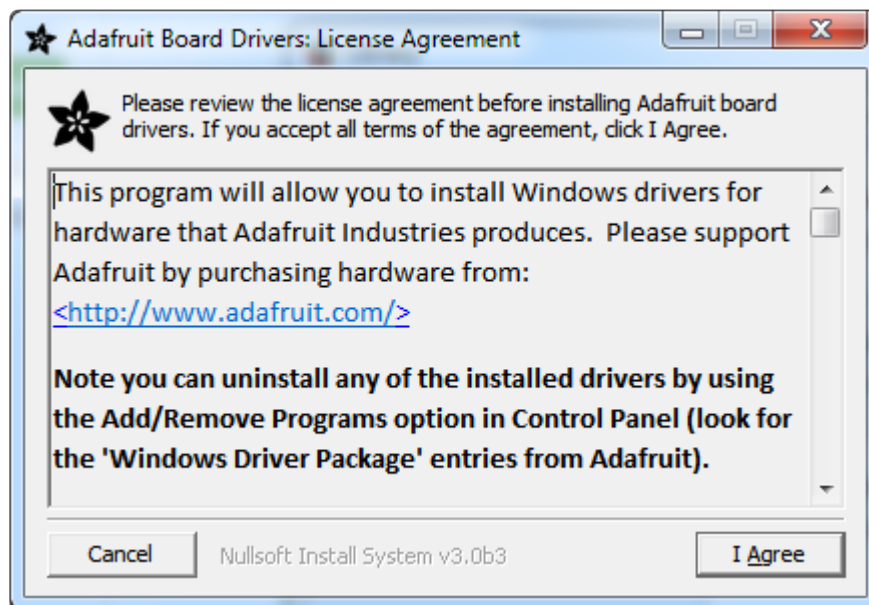 Adafruit Board Drivers: License Agreement
Please review the license agreement before installing Adafruit board
drivers. If you accept all terms of the agreement, click I Agree.
This program will allow you to install Windows drivers for
hardware that Adafruit Industries produces.  Please support
Adafruit by purchasing hardware from:
<http://www.adafruit.com/>
Note you can uninstall any of the installed drivers by using
the Add/Remove Programs option in Control Panel (look for
the 'Windows Driver Package' entries from Adafruit).
Cancel Nullsoft Install System v3.0b3 I Agree